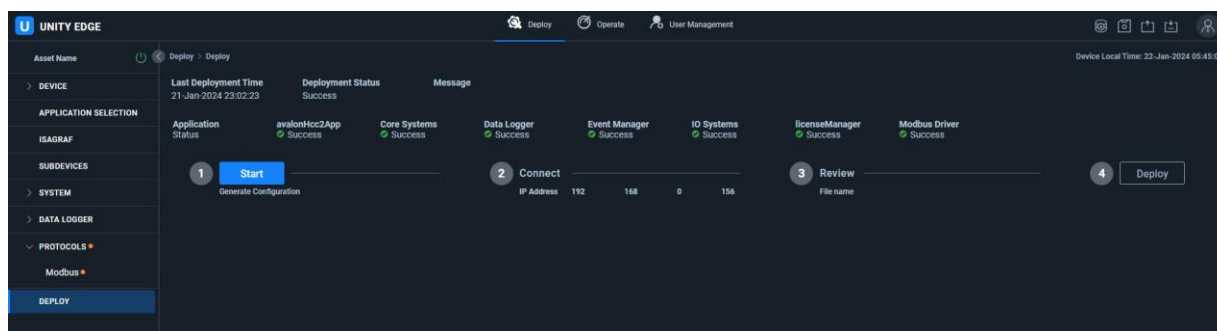 U UNITY EDGE Deploy Operate User Management
Asset Name Deploy > Deploy Device Local Time: 22-Jan-2024 05:45:0
DEVICE
Last Deployment Time Deployment Status Message
21-Jan-2024 23:02:23 Success
APPLICATION SELECTION
Application avalonHcc2App Core Systems Data Logger Event Manager IO Systems licenseManager Modbus Driver
Status Success Success Success Success Success Success Success
ISAGRAF
SUBDEVICES
1 Start 2 Connect 3 Review 4 Deploy
Generate Configuration IP Address 192 168 0 156 File name
SYSTEM
DATA LOGGER
PROTOCOLS
Modbus
DEPLOY